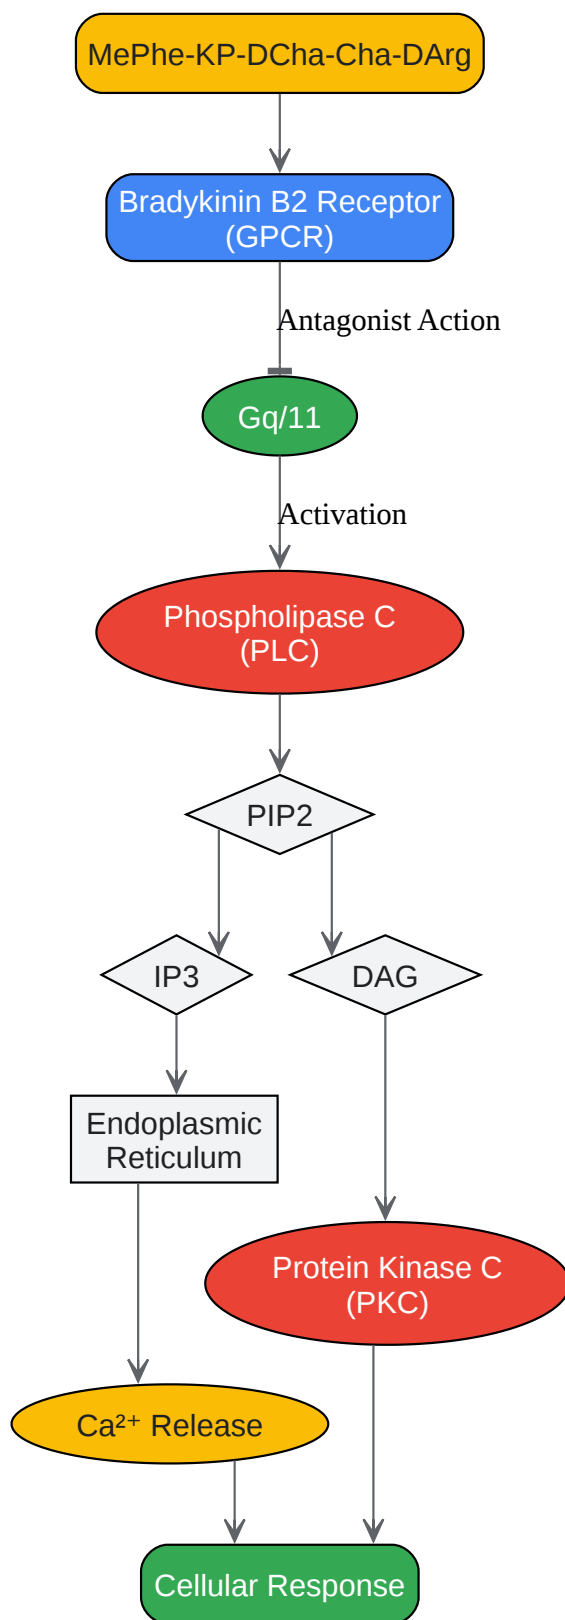 MePhe-KP-DCha-Cha-DArg
Bradykinin B2 Receptor
(GPCR)
Antagonist Action
Gq/11
Activation
Phospholipase C
(PLC)
PIP2
IP3
DAG
Endoplasmic
Reticulum
Protein Kinase C
(PKC)
Ca²⁺ Release
Cellular Response